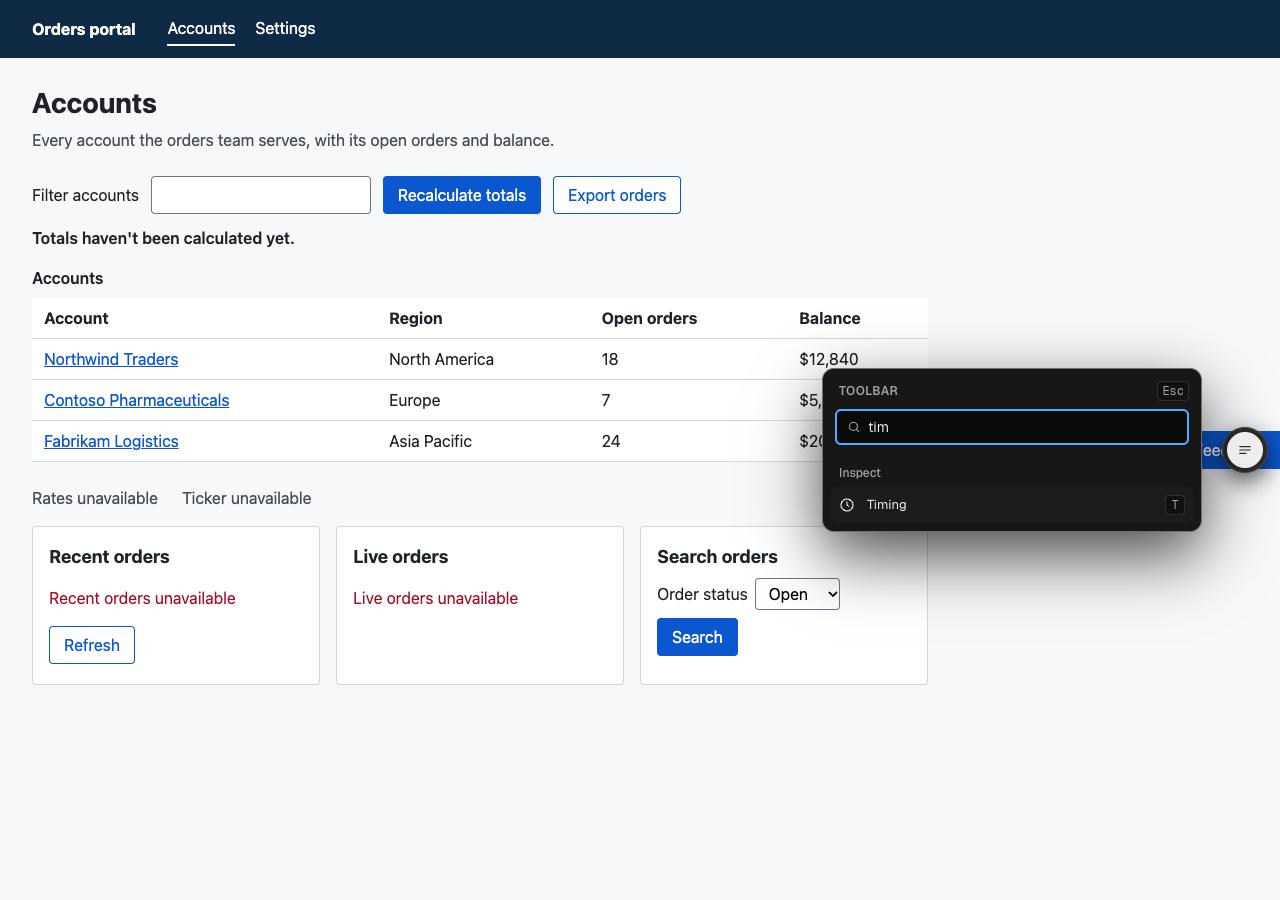 Orders portal Accounts Settings
Accounts
Every account the orders team serves, with its open orders and balance.
Filter accounts Recalculate totals Export orders
Totals haven't been calculated yet.
Accounts
Account Region Open orders Balance
Northwind Traders North America 18 $12,840
Contoso Pharmaceuticals Europe 7 $5,
Fabrikam Logistics Asia Pacific 24
TOOLBAR Esc
tim
Inspect
Timing T
Rates unavailable Ticker unavailable
Recent orders
Recent orders unavailable
Refresh
Live orders
Live orders unavailable
Search orders
Order status Open
Search